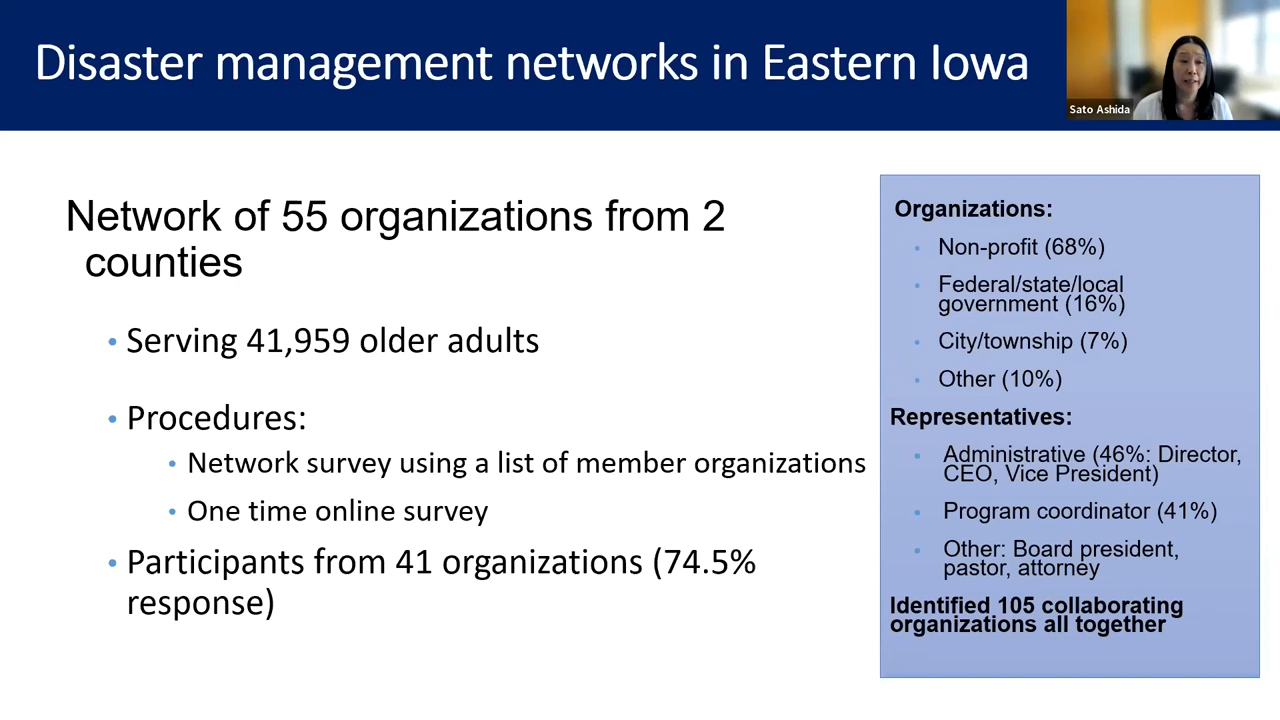 Disaster management networks in Eastern Iowa
Sato Ashida
Network of 55 organizations from 2
counties
• Serving 41,959 older adults
• Procedures:
• Network survey using a list of member organizations
• One time online survey
• Participants from 41 organizations (74.5%
response)
Organizations:
• Non-profit (68%)
• Federal/state/local
government (16%)
• City/township (7%)
• Other (10%)
Representatives:
• Administrative (46%: Director,
CEO, Vice President)
• Program coordinator (41%)
• Other: Board president,
pastor, attorney
Identified 105 collaborating
organizations all together